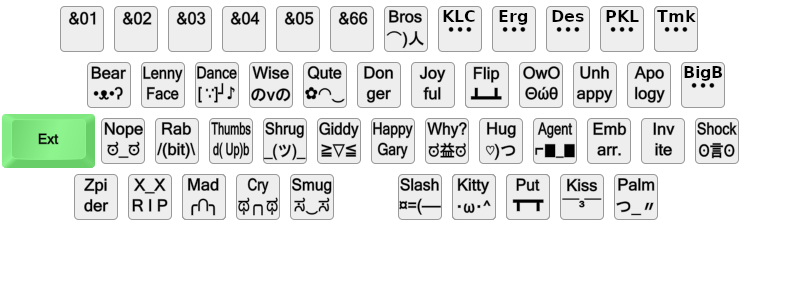 &01 &02 &03 &04 &05 &66 Bros KLC Erg Des PKL Tmk
⌒)人 ••• ••• ••• ••• •••
Bear Lenny Dance Wise Qute Don Joy Flip OwO Unh Apo BigB
•ᴥ•ʔ Face [ ∵]┘♪ のvの ✿◠‿ ger ful ┻━┻ ΘώΘ appy logy •••
Nope Rab Thumbs Shrug Giddy Happy Why? Hug Agent Emb Inv Shock
Ext ಠ_ಠ /(bit)\ d( Up)b _(ツ)_ ≧▽≦ Gary ಠ益ಠ ♡)つ ⌐■_■ arr. ite ʘ言ʘ
Zpi X_X Mad Cry Smug Slash Kitty Put Kiss Palm
der R I P ╭∩╮ ಥ╭╮ಥ ಸ‿ಸ ¤=(— ･ω･^ ┳━┳ ￣³￣ つ_〃